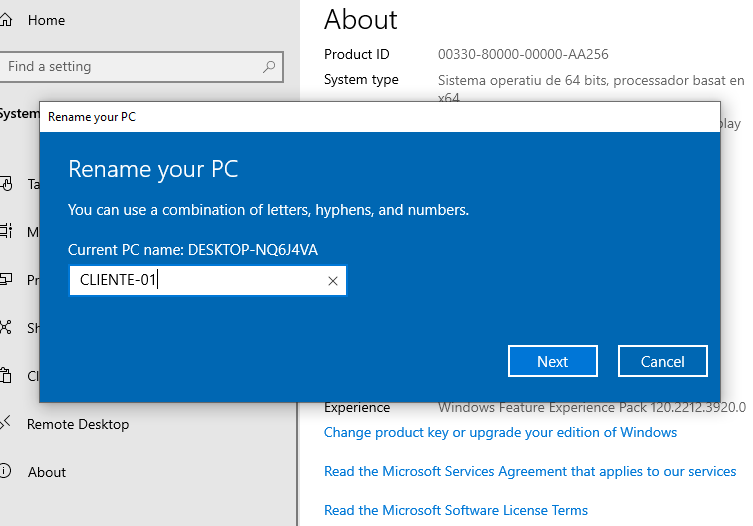 Home
Find a setting
System
Ta
M
Pr
Sh
Cl
Remote Desktop
About
About
Product ID 00330-80000-00000-AA256
System type Sistema operatiu de 64 bits, processador basat en
x64
play
Rename your PC
Rename your PC
You can use a combination of letters, hyphens, and numbers.
Current PC name: DESKTOP-NQ6J4VA
CLIENTE-01
Next Cancel
Experience Windows Feature Experience Pack 120.2212.3920.0
Change product key or upgrade your edition of Windows
Read the Microsoft Services Agreement that applies to our services
Read the Microsoft Software License Terms